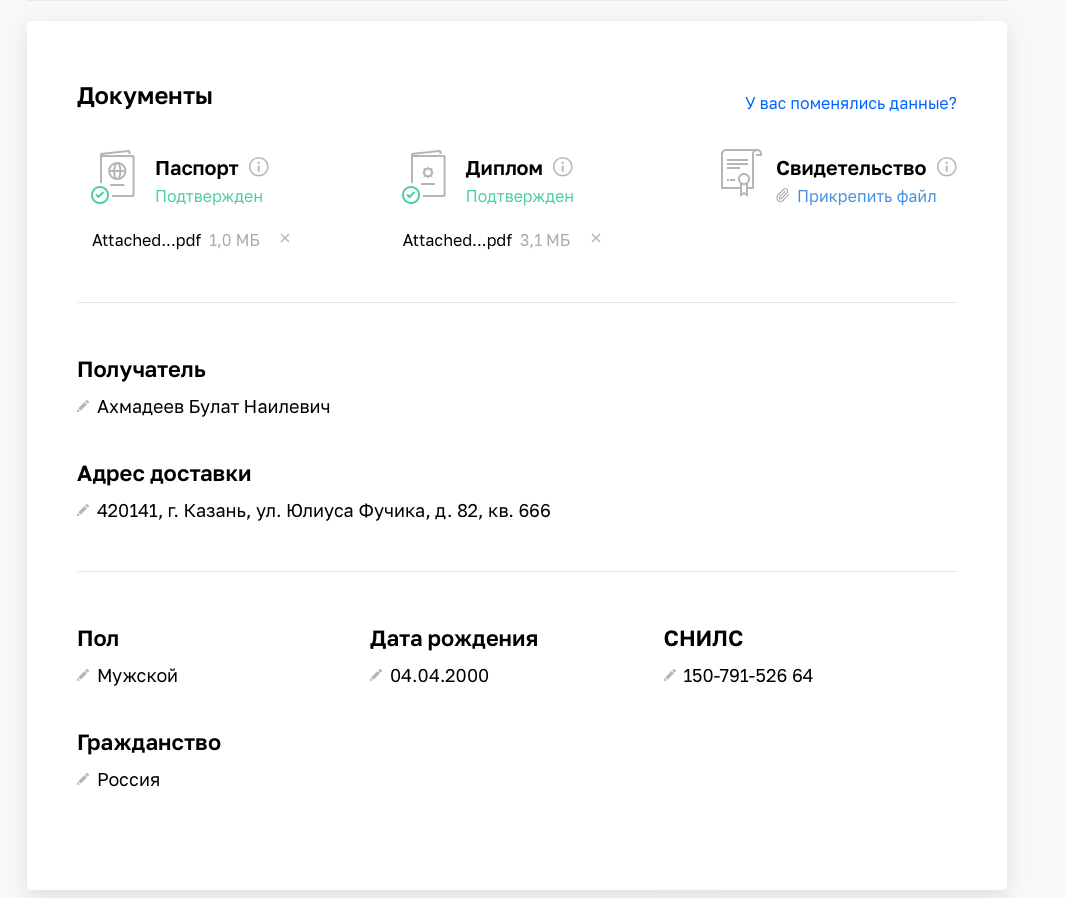 Документы
У вас поменялись данные?
Паспорт
Подтвержден
Attached...pdf 1,0 МБ
Диплом
Подтвержден
Attached...pdf 3,1 МБ
Свидетельство
Прикрепить файл
Получатель
Ахмадеев Булат Наилевич
Адрес доставки
420141, г. Казань, ул. Юлиуса Фучика, д. 82, кв. 666
Пол
Мужской
Дата рождения
04.04.2000
СНИЛС
150-791-526 64
Гражданство
Россия